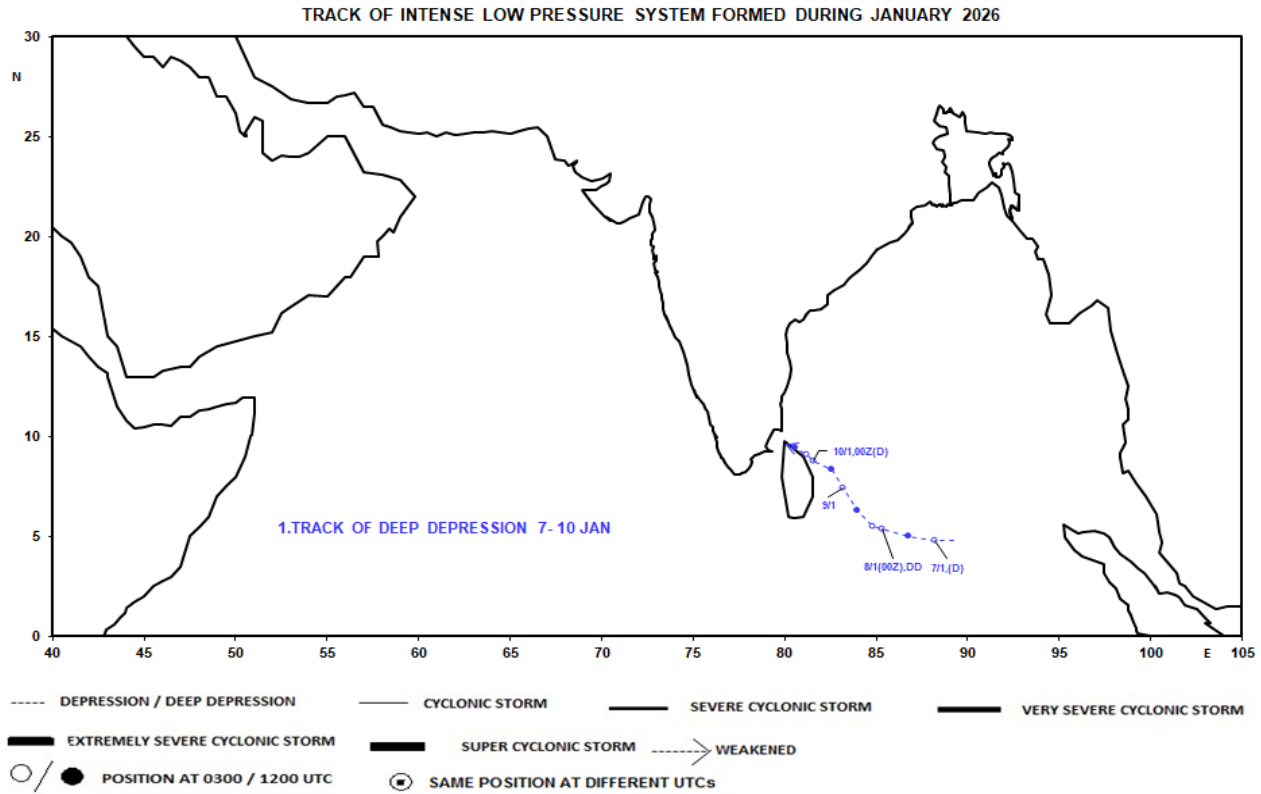 TRACK OF INTENSE LOW PRESSURE SYSTEM FORMED DURING JANUARY 2026
30
N
25
20
15
10
5
0
10/1,00Z(D)
9/1
1.TRACK OF DEEP DEPRESSION 7- 10 JAN
8/1(00Z),DD
7/1,(D)
40 45 50 55 60 65 70 75 80 85 90 95 100 E 105
DEPRESSION / DEEP DEPRESSION CYCLONIC STORM SEVERE CYCLONIC STORM VERY SEVERE CYCLONIC STORM
EXTREMELY SEVERE CYCLONIC STORM SUPER CYCLONIC STORM WEAKENED
/ POSITION AT 0300 / 1200 UTC SAME POSITION AT DIFFERENT UTCs